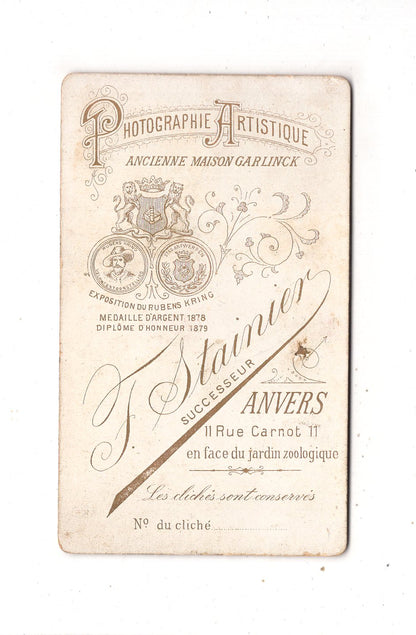 PHOTOGRAPHIE ARTISTIQUE
ANCIENNE MAISON GARLINCK
EXPOSITION DU RUBENS KRING
MEDAILLE D'ARGENT 1878
DIPLÔME D'HONNEUR 1879
F. Stainier
SUCCESSEUR
ANVERS
11 Rue Carnot 11
en face du jardin zoologique
Les clichés sont conservés
Nº du cliché